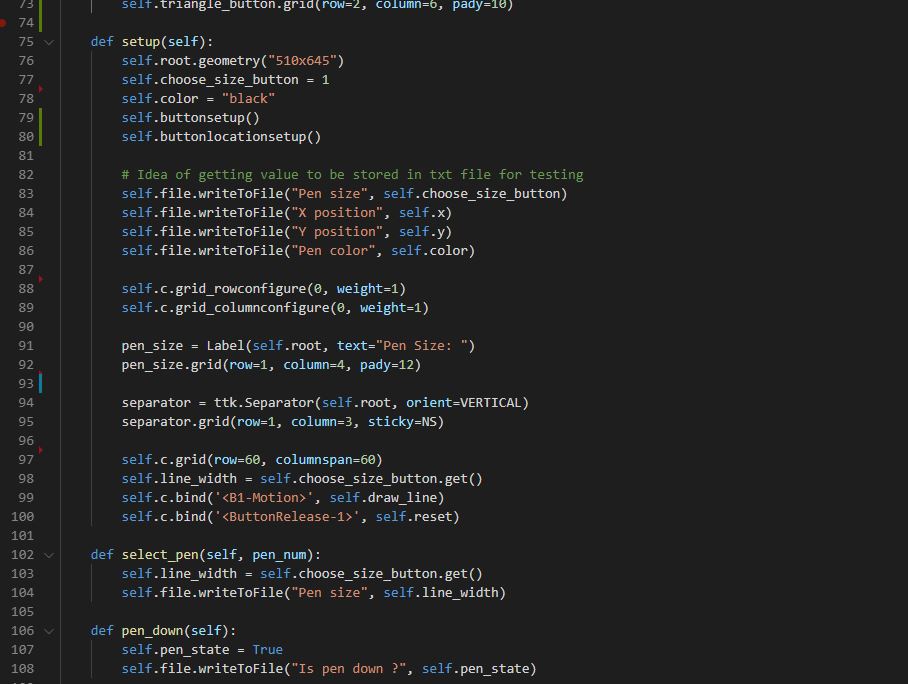 73 self.triangle_button.grid(row=2, column=6, pady=10)
74
75 def setup(self):
76 self.root.geometry("510x645")
77 self.choose_size_button = 1
78 self.color = "black"
79 self.buttonsetup()
80 self.buttonlocationsetup()
81
82 # Idea of getting value to be stored in txt file for testing
83 self.file.writeToFile("Pen size", self.choose_size_button)
84 self.file.writeToFile("X position", self.x)
85 self.file.writeToFile("Y position", self.y)
86 self.file.writeToFile("Pen color", self.color)
87
88 self.c.grid_rowconfigure(0, weight=1)
89 self.c.grid_columnconfigure(0, weight=1)
90
91 pen_size = Label(self.root, text="Pen Size: ")
92 pen_size.grid(row=1, column=4, pady=12)
93
94 separator = ttk.Separator(self.root, orient=VERTICAL)
95 separator.grid(row=1, column=3, sticky=NS)
96
97 self.c.grid(row=60, columnspan=60)
98 self.line_width = self.choose_size_button.get()
99 self.c.bind('<B1-Motion>', self.draw_line)
100 self.c.bind('<ButtonRelease-1>', self.reset)
101
102 def select_pen(self, pen_num):
103 self.line_width = self.choose_size_button.get()
104 self.file.writeToFile("Pen size", self.line_width)
105
106 def pen_down(self):
107 self.pen_state = True
108 self.file.writeToFile("Is pen down ?", self.pen_state)